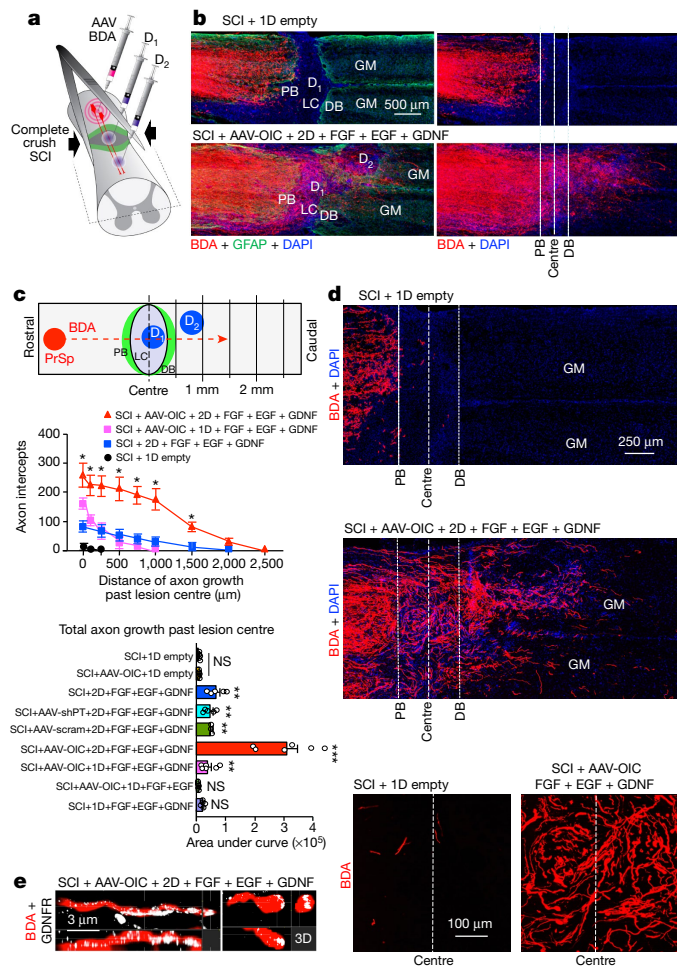 a
AAV
BDA
D1
D2
Complete
crush
SCI
b
SCI + 1D empty
GM
D1
PB
LC
DB
GM
500 μm
SCI + AAV-OIC + 2D + FGF + EGF + GDNF
D2
D1
GM
PB
LC
DB
GM
BDA + GFAP + DAPI
BDA + DAPI
PB
Centre
DB
c
Rostral
BDA
PrSp
D1
D2
PB
LC
DB
Caudal
Centre
1 mm
2 mm
SCI + AAV-OIC + 2D + FGF + EGF + GDNF
SCI + AAV-OIC + 1D + FGF + EGF + GDNF
SCI + 2D + FGF + EGF + GDNF
SCI + 1D empty
Axon intercepts
400
300
200
100
0
* * * * * * *
0 500 1,000 1,500 2,000 2,500
Distance of axon growth
past lesion centre
(μm)
Total axon growth past lesion centre
SCI+1D empty
NS
SCI+AAV-OIC+1D empty
SCI+2D+FGF+EGF+GDNF **
SCI+AAV-shPT+2D+FGF+EGF+GDNF **
SCI+AAV-scram+2D+FGF+EGF+GDNF **
SCI+AAV-OIC+2D+FGF+EGF+GDNF ***
SCI+AAV-OIC+1D+FGF+EGF+GDNF **
SCI+AAV-OIC+1D+FGF+EGF NS
SCI+1D+FGF+EGF+GDNF NS
0 1 2 3 4
Area under curve (×10⁵)
d
SCI + 1D empty
BDA + DAPI
GM
GM
250 μm
PB
Centre
DB
SCI + AAV-OIC + 2D + FGF + EGF + GDNF
BDA + DAPI
GM
GM
PB
Centre
DB
SCI + 1D empty
SCI + AAV-OIC
FGF + EGF + GDNF
BDA
100 μm
Centre
Centre
e
SCI + AAV-OIC + 2D + FGF + EGF + GDNF
BDA +
GDNFR
3 μm
3D